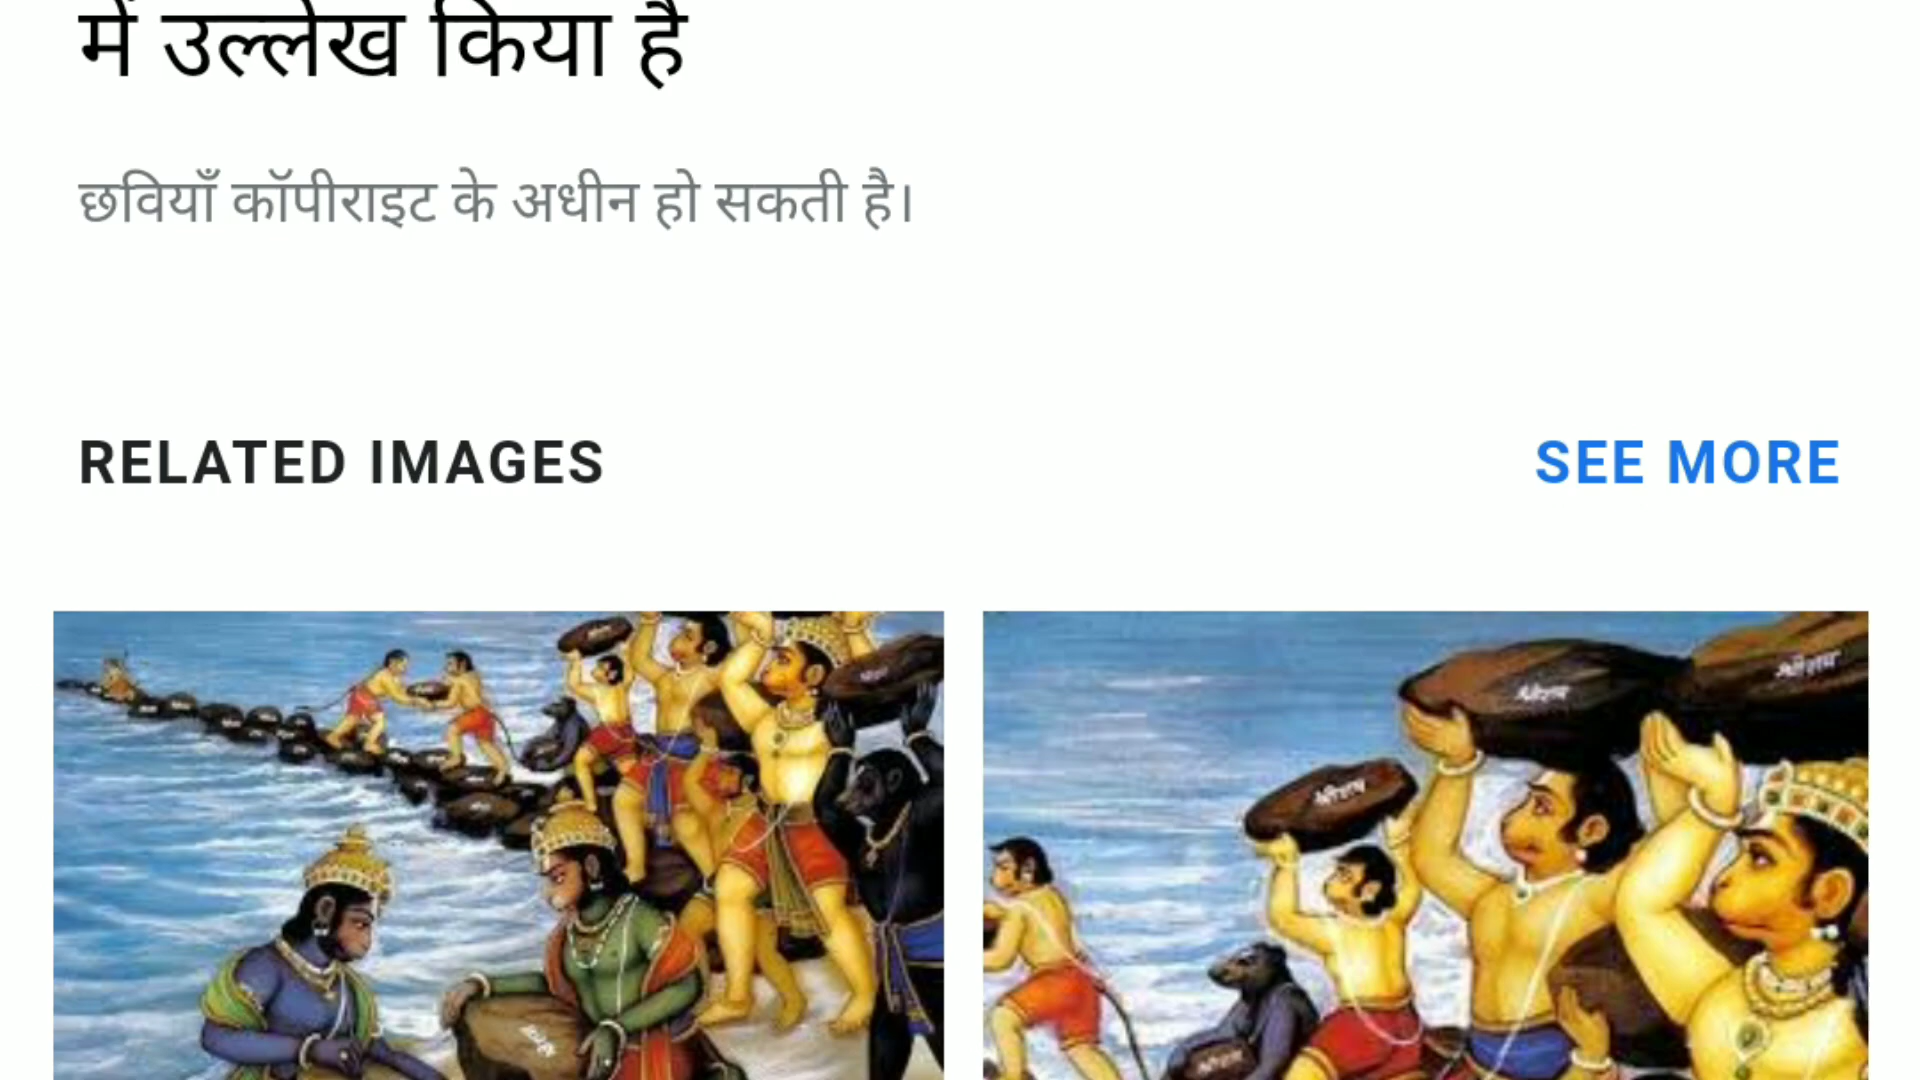 में उल्लेख किया है
छवियाँ कॉपीराइट के अधीन हो सकती है।
RELATED IMAGES
SEE MORE
श्रीराम
श्रीराम
श्रीराम